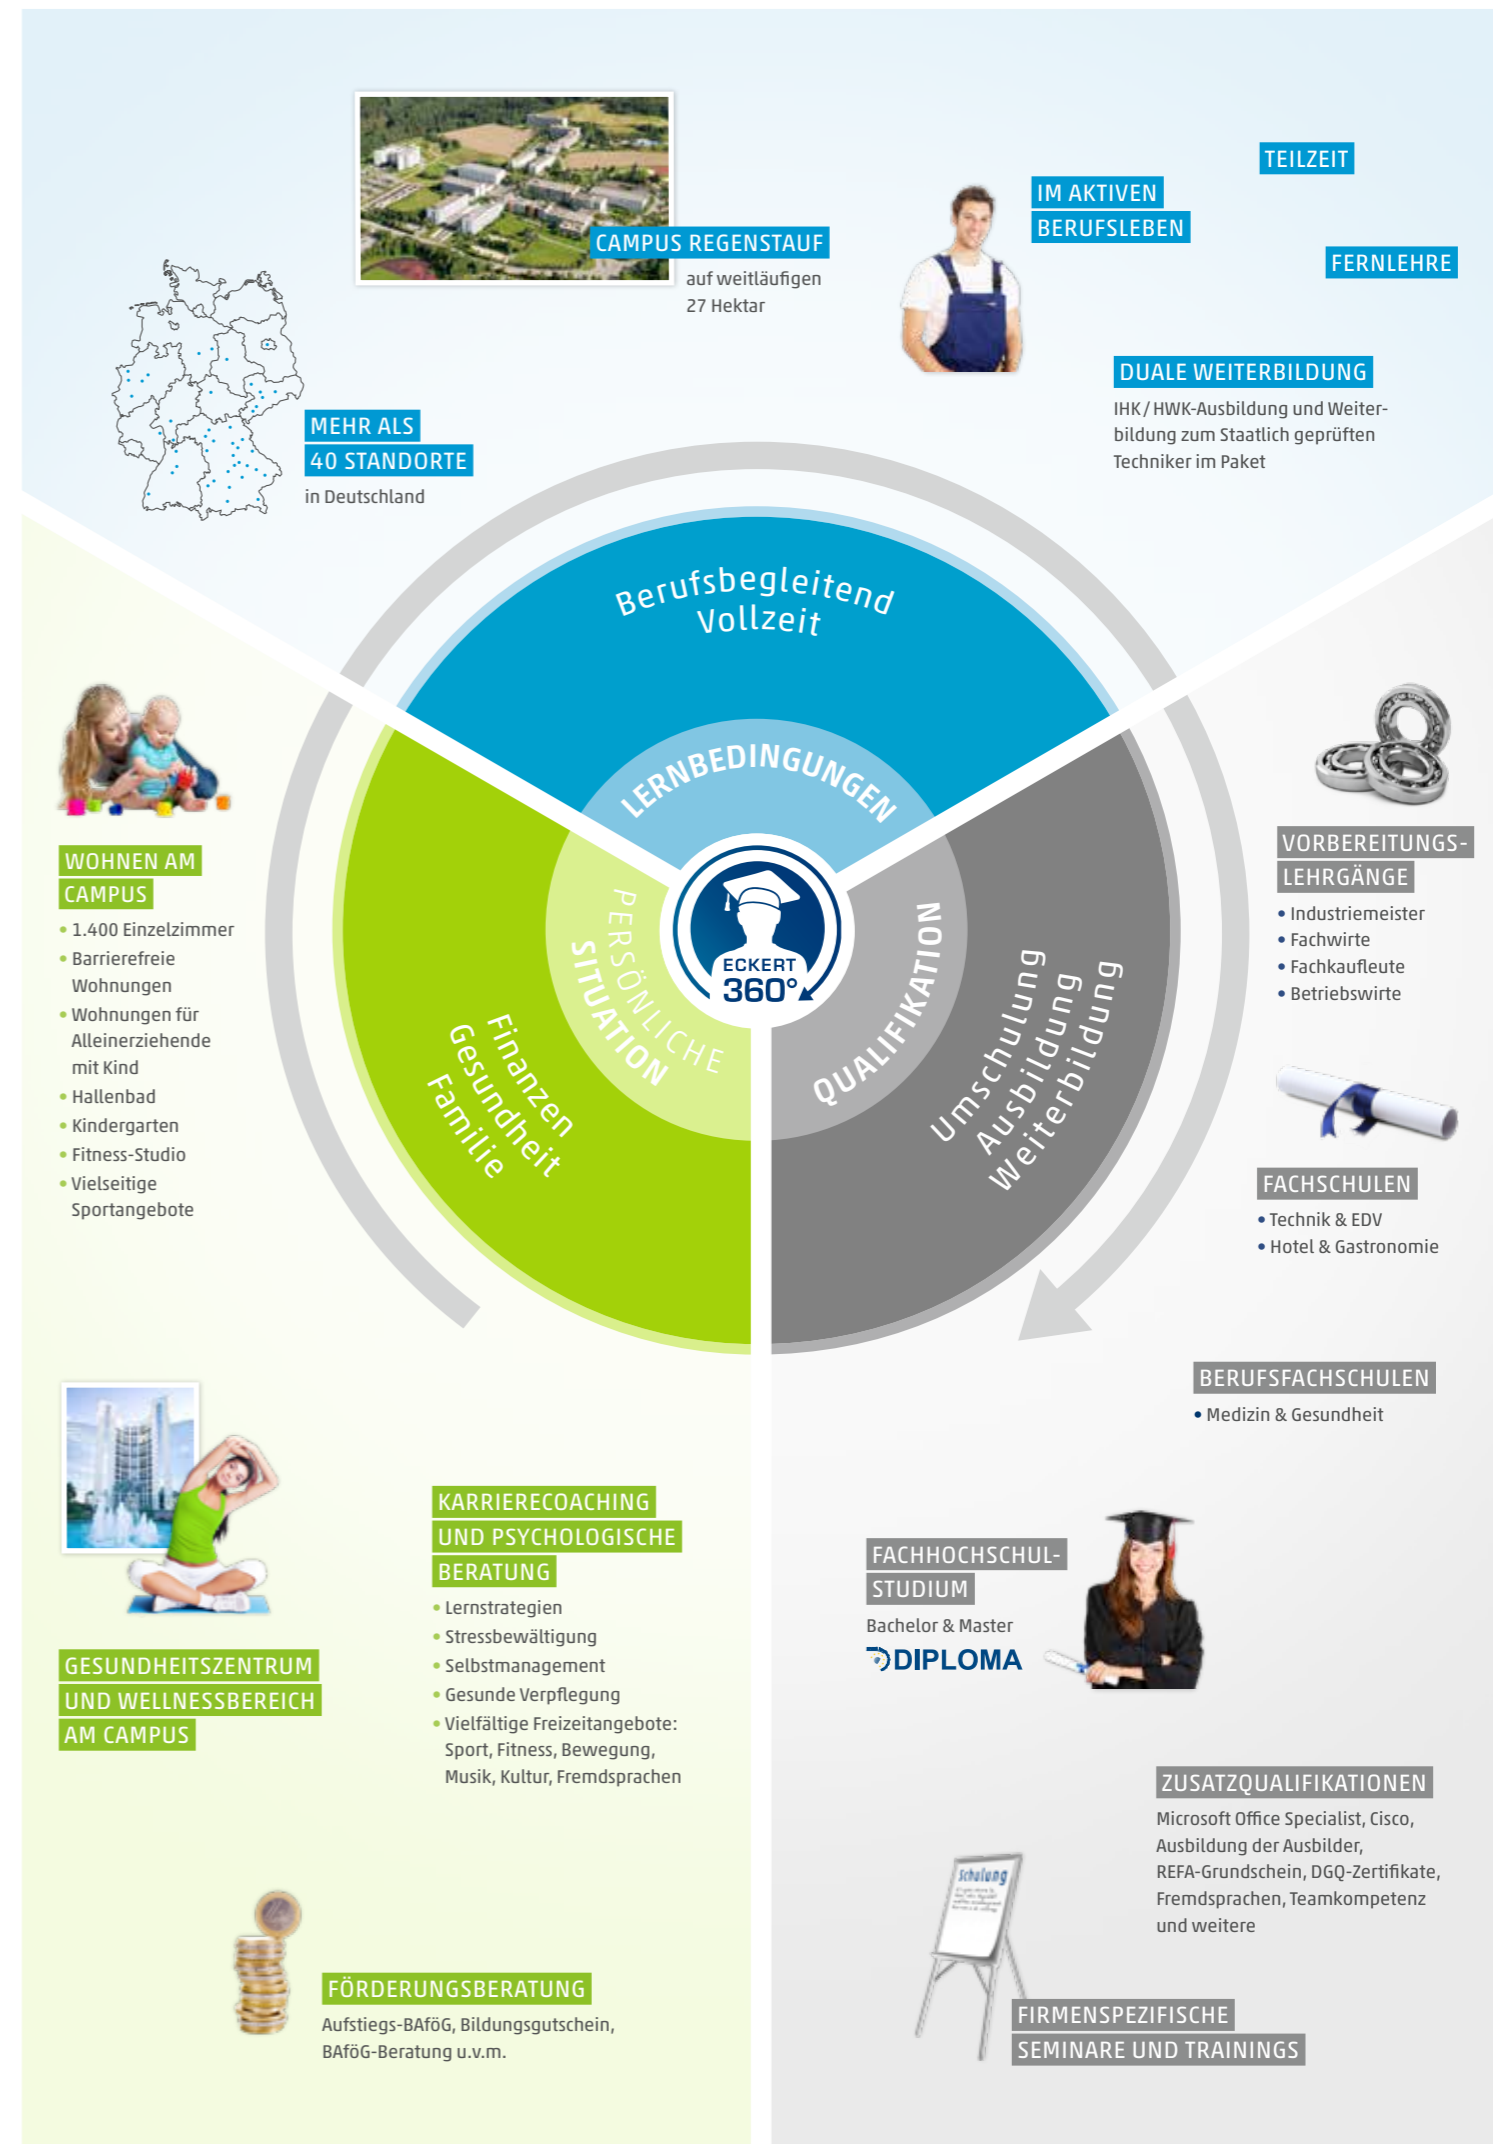 CAMPUS REGENSTAUF
auf weitläufigen
27 Hektar
MEHR ALS
40 STANDORTE
in Deutschland
IM AKTIVEN
BERUFSLEBEN
TEILZEIT
FERNLEHRE
DUALE WEITERBILDUNG
IHK/HWK-Ausbildung und Weiter-
bildung zum Staatlich geprüften
Techniker im Paket
Berufsbegleitend
Vollzeit
LERNBEDINGUNGEN
PERSÖNLICHE
SITUATION
Finanzen
Gesundheit
Familie
ECKERT
360°
QUALIFIKATION
Umschulung
Ausbildung
Weiterbildung
WOHNEN AM
CAMPUS
• 1.400 Einzelzimmer
• Barrierefreie
Wohnungen
• Wohnungen für
Alleinerziehende
mit Kind
• Hallenbad
• Kindergarten
• Fitness-Studio
• Vielseitige
Sportangebote
GESUNDHEITSZENTRUM
UND WELLNESSBEREICH
AM CAMPUS
KARRIERECOACHING
UND PSYCHOLOGISCHE
BERATUNG
• Lernstrategien
• Stressbewältigung
• Selbstmanagement
• Gesunde Verpflegung
• Vielfältige Freizeitangebote:
Sport, Fitness, Bewegung,
Musik, Kultur, Fremdsprachen
FÖRDERUNGSBERATUNG
Aufstiegs-BAföG, Bildungsgutschein,
BAföG-Beratung u.v.m.
VORBEREITUNGS-
LEHRGÄNGE
• Industriemeister
• Fachwirte
• Fachkaufleute
• Betriebswirte
FACHSCHULEN
• Technik & EDV
• Hotel & Gastronomie
BERUFSFACHSCHULEN
• Medizin & Gesundheit
FACHHOCHSCHUL-
STUDIUM
Bachelor & Master
DIPLOMA
ZUSATZQUALIFIKATIONEN
Microsoft Office Specialist, Cisco,
Ausbildung der Ausbilder,
REFA-Grundschein, DGQ-Zertifikate,
Fremdsprachen, Teamkompetenz
und weitere
Schulung
FIRMENSPEZIFISCHE
SEMINARE UND TRAININGS